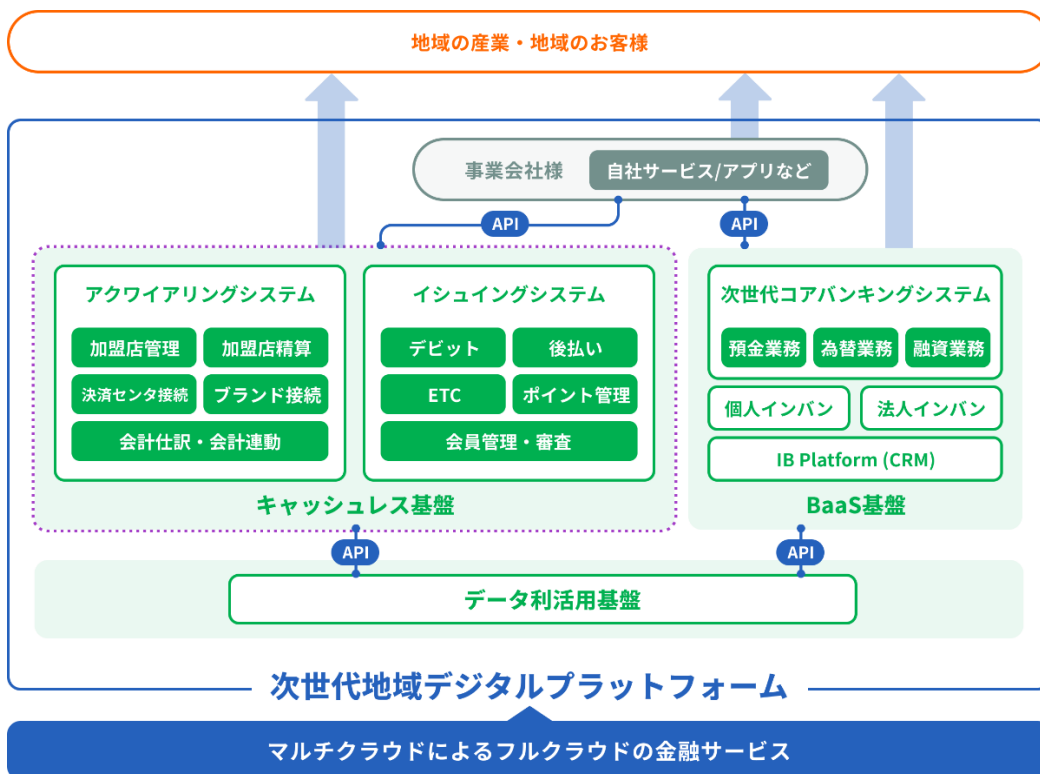 地域の産業・地域のお客様
事業会社様
自社サービス/アプリなど
API
API
アクワイアリングシステム
加盟店管理
加盟店精算
決済センタ接続
ブランド接続
会計仕訳・会計連動
イシュイングシステム
デビット
後払い
ETC
ポイント管理
会員管理・審査
キャッシュレス基盤
次世代コアバンキングシステム
預金業務
為替業務
融資業務
個人インバン
法人インバン
IB Platform (CRM)
BaaS基盤
API
API
データ利活用基盤
次世代地域デジタルプラットフォーム
マルチクラウドによるフルクラウドの金融サービス